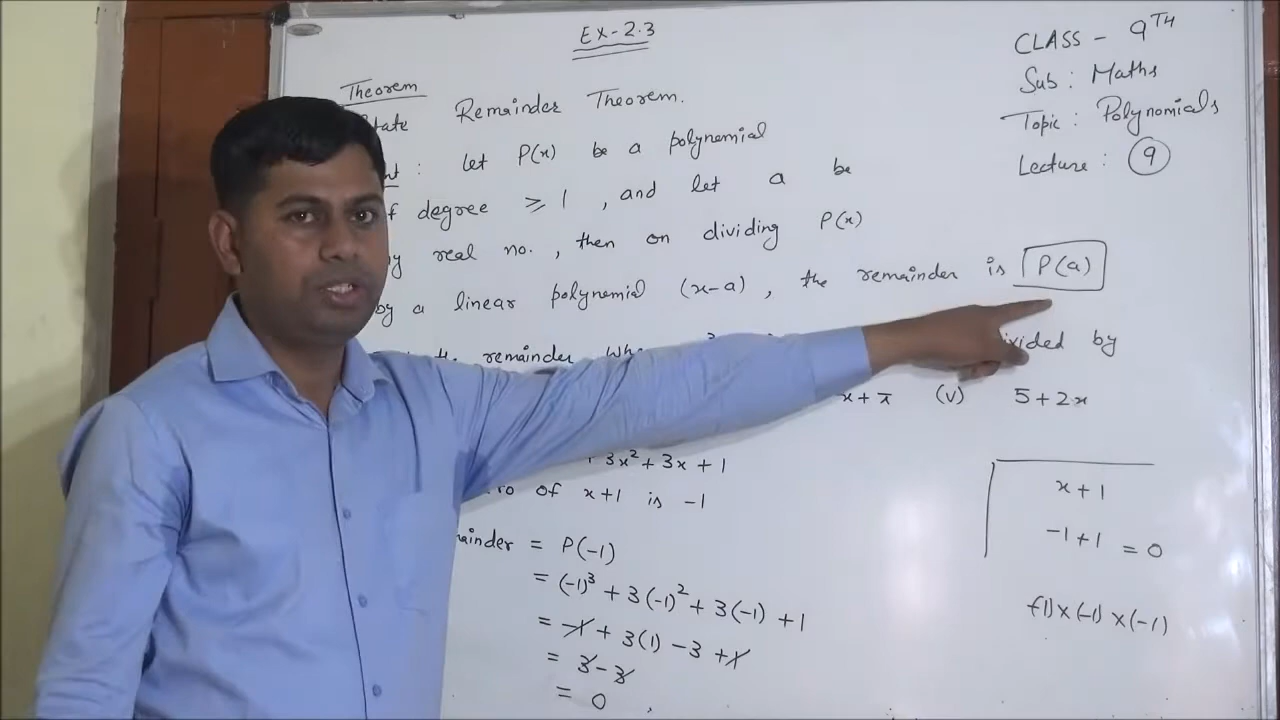 EX-2.3
CLASS - 9TH
Sub : Maths
Topic : Polynomials
Lecture : 9
Theorem
Remainder Theorem.
: let P(x) be a polynomial
degree ≥ 1 , and let a be
real no., then on dividing P(x)
by a linear polynomial (x-a), the remainder is P(a)
the remainder by
x+π (v) 5+2x
+ 3x² + 3x + 1
of x+1 is -1
= P(-1)
= (-1)³ + 3(-1)² + 3(-1) + 1
= -1 + 3(1) - 3 + 1
= 3-3
= 0
x+1
-1+1 = 0
(-1)×(-1)×(-1)